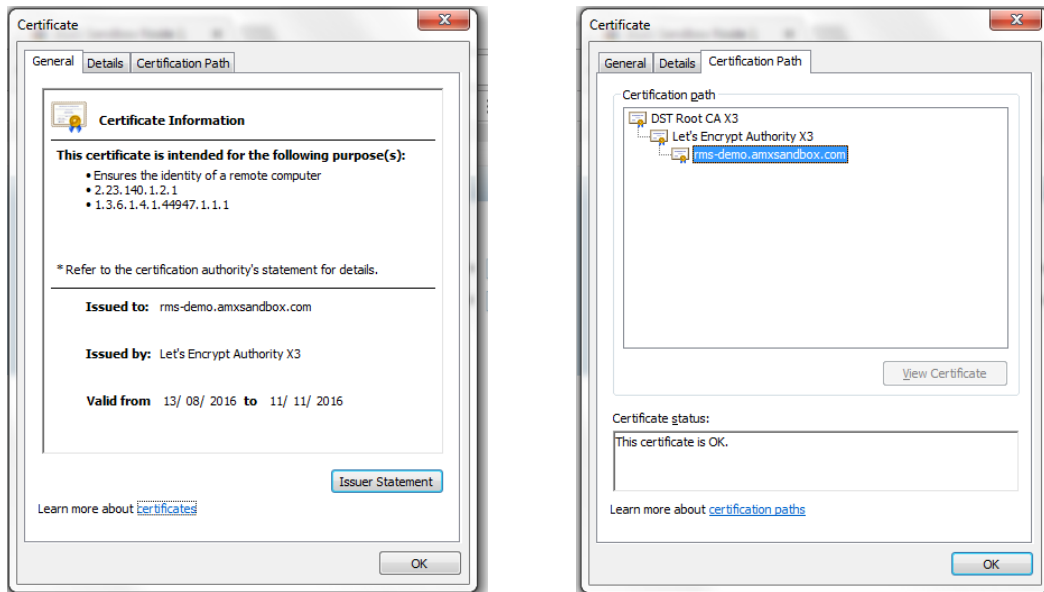 Certificate
General Details Certification Path
Certificate Information
This certificate is intended for the following purpose(s):
• Ensures the identity of a remote computer
• 2.23.140.1.2.1
• 1.3.6.1.4.1.44947.1.1.1
* Refer to the certification authority's statement for details.
Issued to: rms-demo.amxsandbox.com
Issued by: Let's Encrypt Authority X3
Valid from 13/ 08/ 2016 to 11/ 11/ 2016
Issuer Statement
Learn more about certificates
OK
Certificate
General Details Certification Path
Certification path
DST Root CA X3
Let's Encrypt Authority X3
rms-demo.amxsandbox.com
View Certificate
Certificate status:
This certificate is OK.
Learn more about certification paths
OK